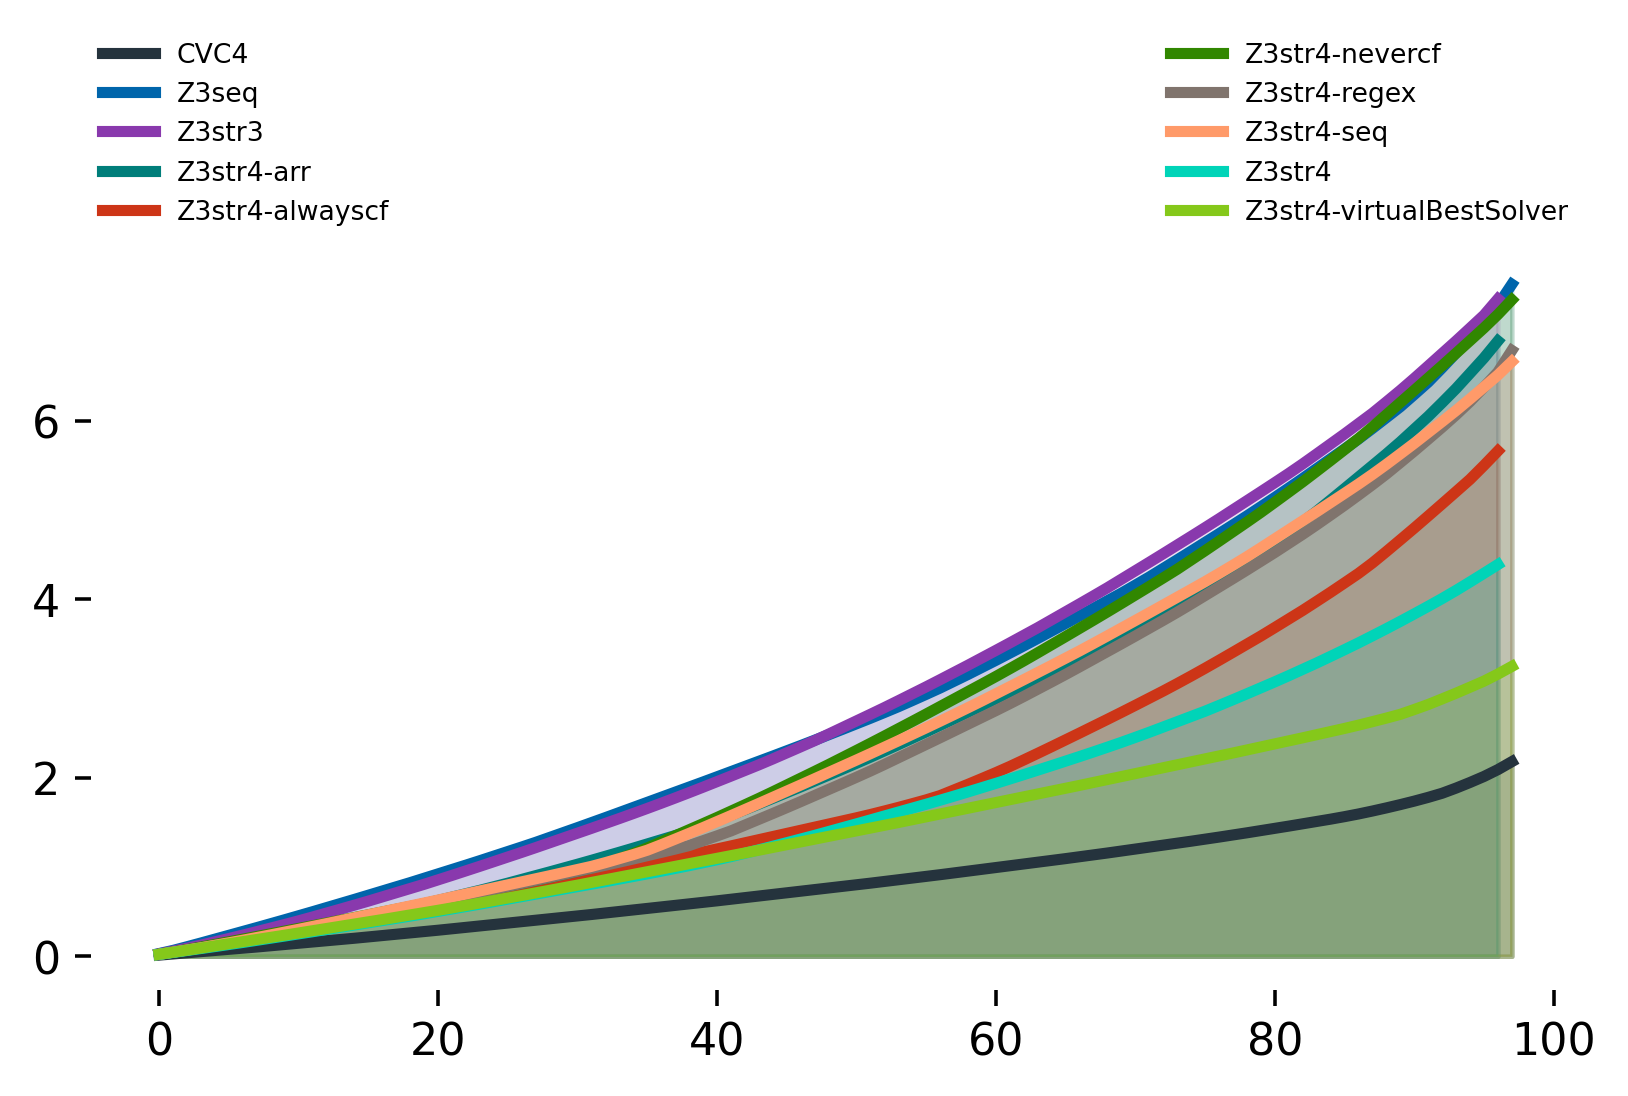 CVC4
Z3seq
Z3str3
Z3str4-arr
Z3str4-alwayscf
Z3str4-nevercf
Z3str4-regex
Z3str4-seq
Z3str4
Z3str4-virtualBestSolver
6
4
2
0
0 20 40 60 80 100